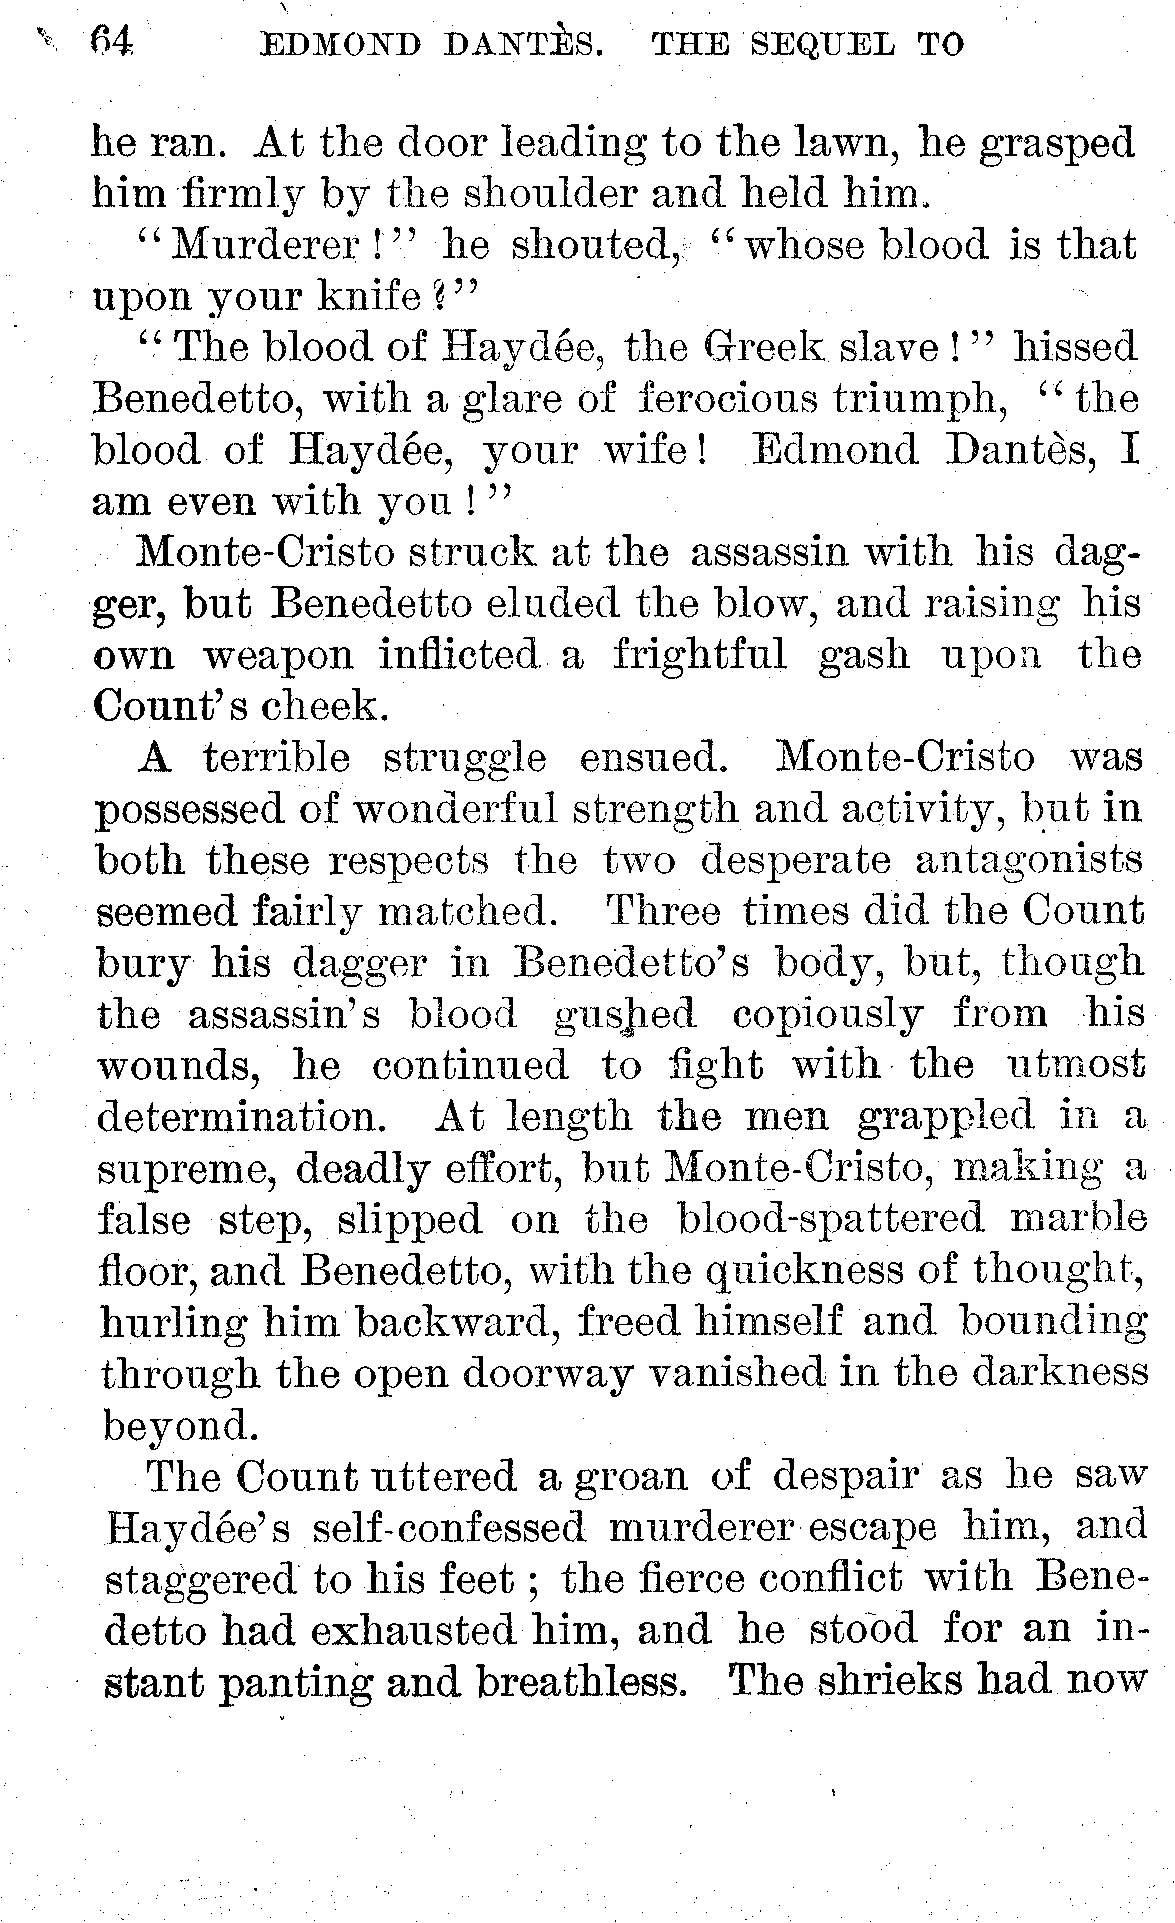 64 EDMOND DANTÈS. THE SEQUEL TO
he ran. At the door leading to the lawn, he grasped
him firmly by the shoulder and held him.
"Murderer!" he shouted, "whose blood is that
upon your knife?"
"The blood of Haydée, the Greek slave!" hissed
Benedetto, with a glare of ferocious triumph, "the
blood of Haydée, your wife! Edmond Dantès, I
am even with you!"
Monte-Cristo struck at the assassin with his dag-
ger, but Benedetto eluded the blow, and raising his
own weapon inflicted a frightful gash upon the
Count's cheek.
A terrible struggle ensued. Monte-Cristo was
possessed of wonderful strength and activity, but in
both these respects the two desperate antagonists
seemed fairly matched. Three times did the Count
bury his dagger in Benedetto's body, but, though
the assassin's blood gushed copiously from his
wounds, he continued to fight with the utmost
determination. At length the men grappled in a
supreme, deadly effort, but Monte-Cristo, making a
false step, slipped on the blood-spattered marble
floor, and Benedetto, with the quickness of thought,
hurling him backward, freed himself and bounding
through the open doorway vanished in the darkness
beyond.
The Count uttered a groan of despair as he saw
Haydée's self-confessed murderer escape him, and
staggered to his feet; the fierce conflict with Bene-
detto had exhausted him, and he stood for an in-
stant panting and breathless. The shrieks had now